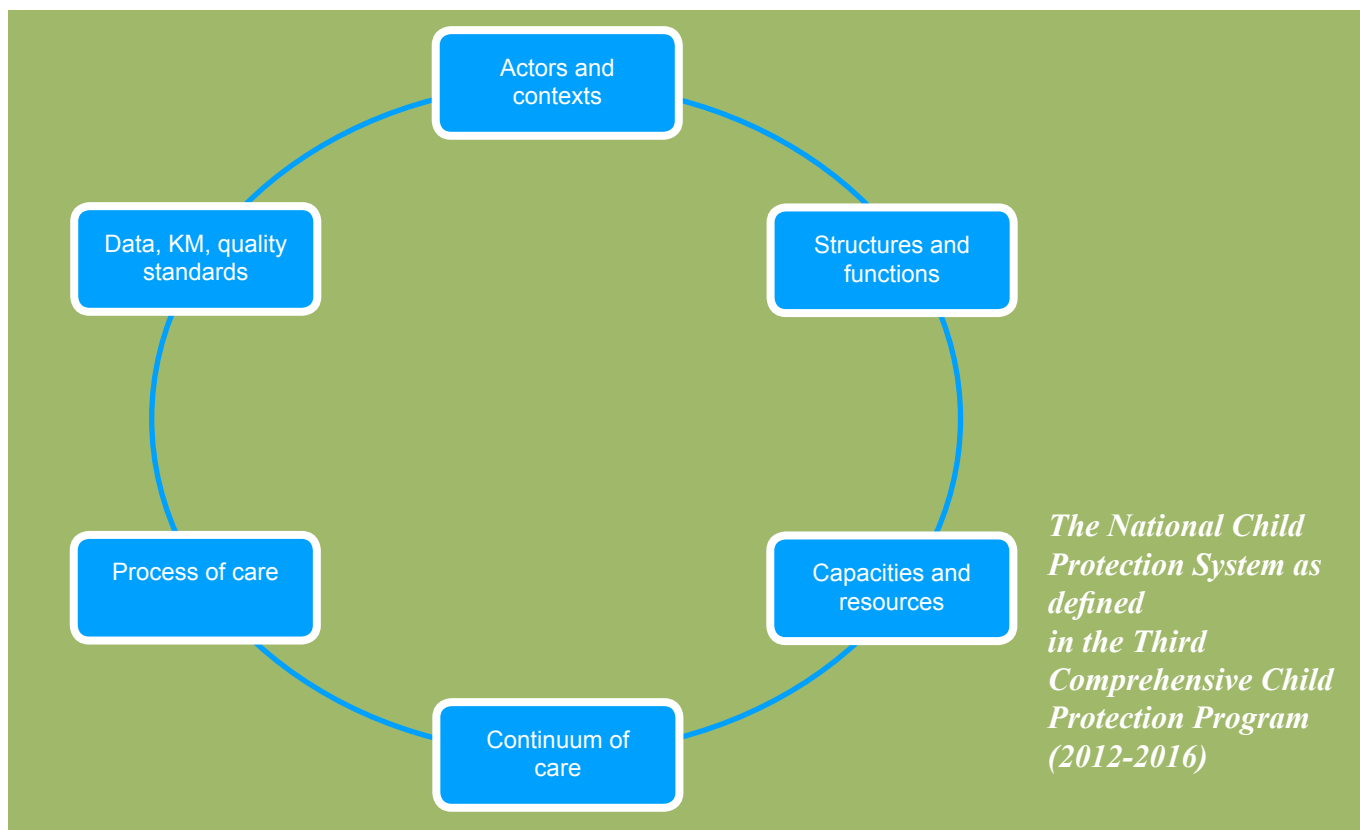 Actors and
contexts
Data, KM, quality
standards
Structures and
functions
Process of care
Capacities and
resources
Continuum of
care
The National Child
Protection System as
defined
in the Third
Comprehensive Child
Protection Program
(2012-2016)